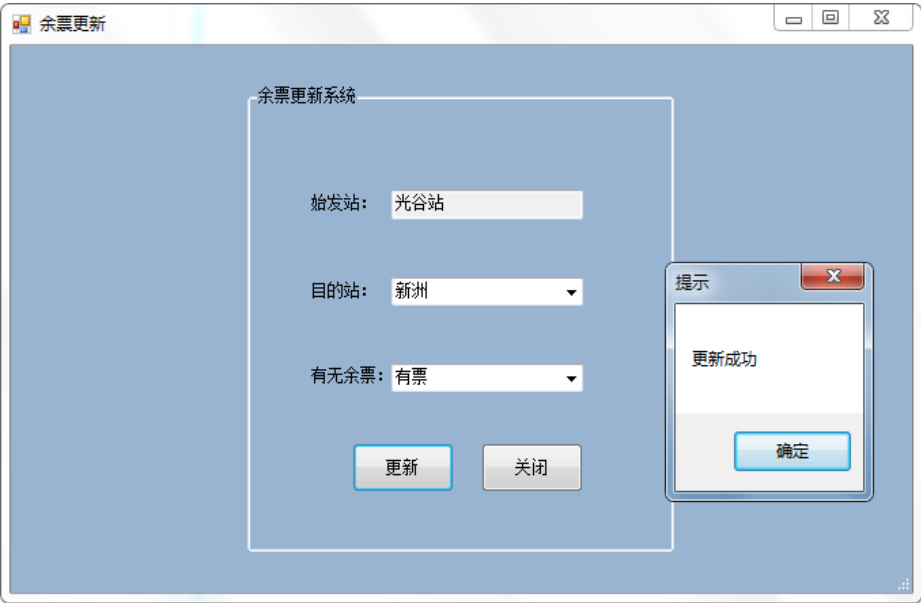 余票更新
余票更新系统
始发站：
光谷站
目的站：
新洲
有无余票：
有票
更新
关闭
提示
更新成功
确定